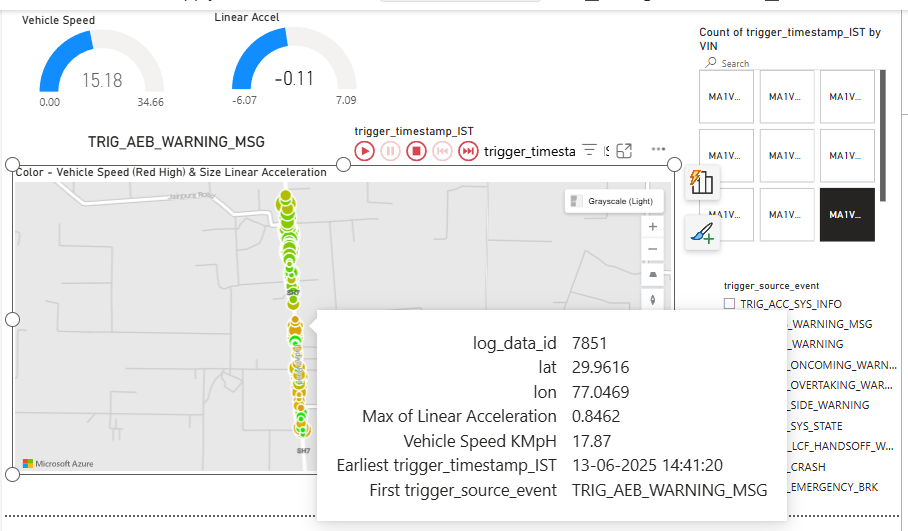 Vehicle Speed
Linear Accel
15.18
0.00
34.66
-0.11
-6.07
7.09
Count of trigger_timestamp_IST by
VIN
Search
MA1V...
MA1V...
MA1V...
MA1V...
MA1V...
MA1V...
MA1V...
MA1V...
MA1V...
TRIG_AEB_WARNING_MSG
trigger_timestamp_IST
trigger_timesta
Color - Vehicle Speed (Red High) & Size Linear Acceleration
Grayscale (Light)
SH7
Microsoft Azure
log_data_id 7851
lat 29.9616
lon 77.0469
Max of Linear Acceleration 0.8462
Vehicle Speed KMpH 17.87
Earliest trigger_timestamp_IST 13-06-2025 14:41:20
First trigger_source_event TRIG_AEB_WARNING_MSG
trigger_source_event
TRIG_ACC_SYS_INFO
_WARNING_MSG
_WARNING
_ONCOMING_WARN...
_OVERTAKING_WAR...
_SIDE_WARNING
_SYS_STATE
_LCF_HANDSOFF_W...
_CRASH
_EMERGENCY_BRK